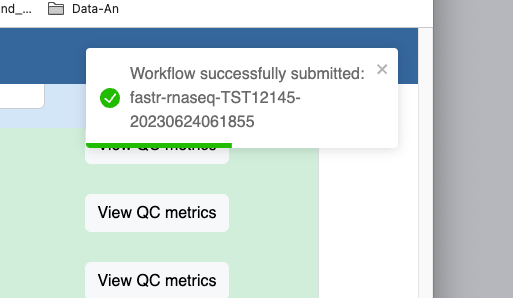 nd_... Data-An
Workflow successfully submitted:
fastr-rnaseq-TST12145-
20230624061855
View QC metrics
View QC metrics
View QC metrics